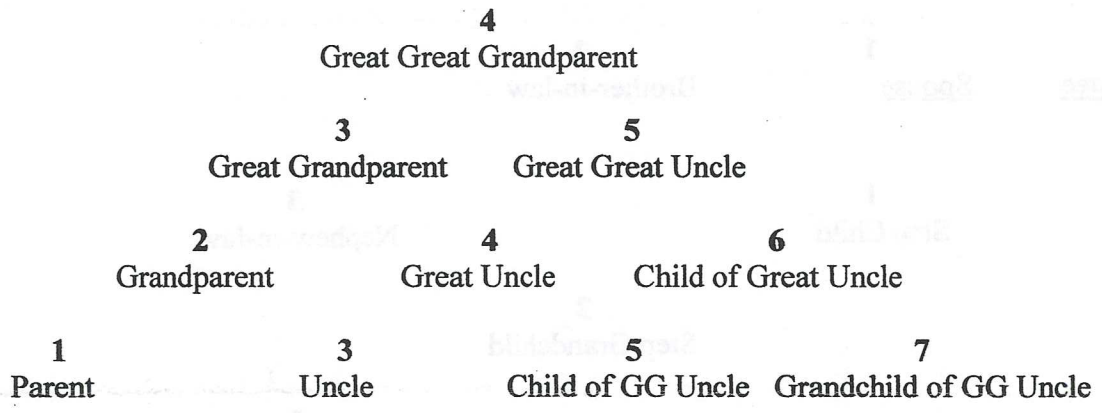 4
Great Great Grandparent
3 5
Great Grandparent Great Great Uncle
2 4 6
Grandparent Great Uncle Child of Great Uncle
1 3 5 7
Parent Uncle Child of GG Uncle Grandchild of GG Uncle